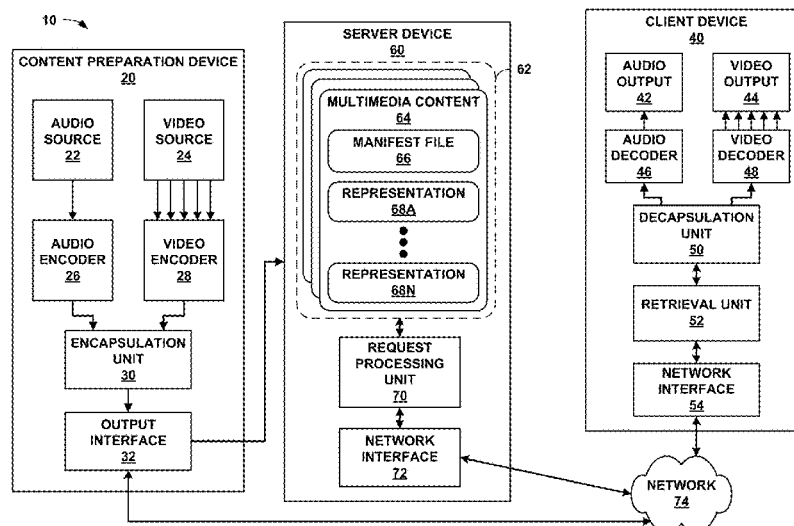 10
CONTENT PREPARATION DEVICE
20
AUDIO
SOURCE
22
VIDEO
SOURCE
24
AUDIO
ENCODER
26
VIDEO
ENCODER
28
ENCAPSULATION
UNIT
30
OUTPUT
INTERFACE
32
SERVER DEVICE
60
62
MULTIMEDIA CONTENT
64
MANIFEST FILE
66
REPRESENTATION
68A
REPRESENTATION
68N
REQUEST
PROCESSING
UNIT
70
NETWORK
INTERFACE
72
CLIENT DEVICE
40
AUDIO
OUTPUT
42
VIDEO
OUTPUT
44
AUDIO
DECODER
46
VIDEO
DECODER
48
DECAPSULATION
UNIT
50
RETRIEVAL UNIT
52
NETWORK
INTERFACE
54
NETWORK
74